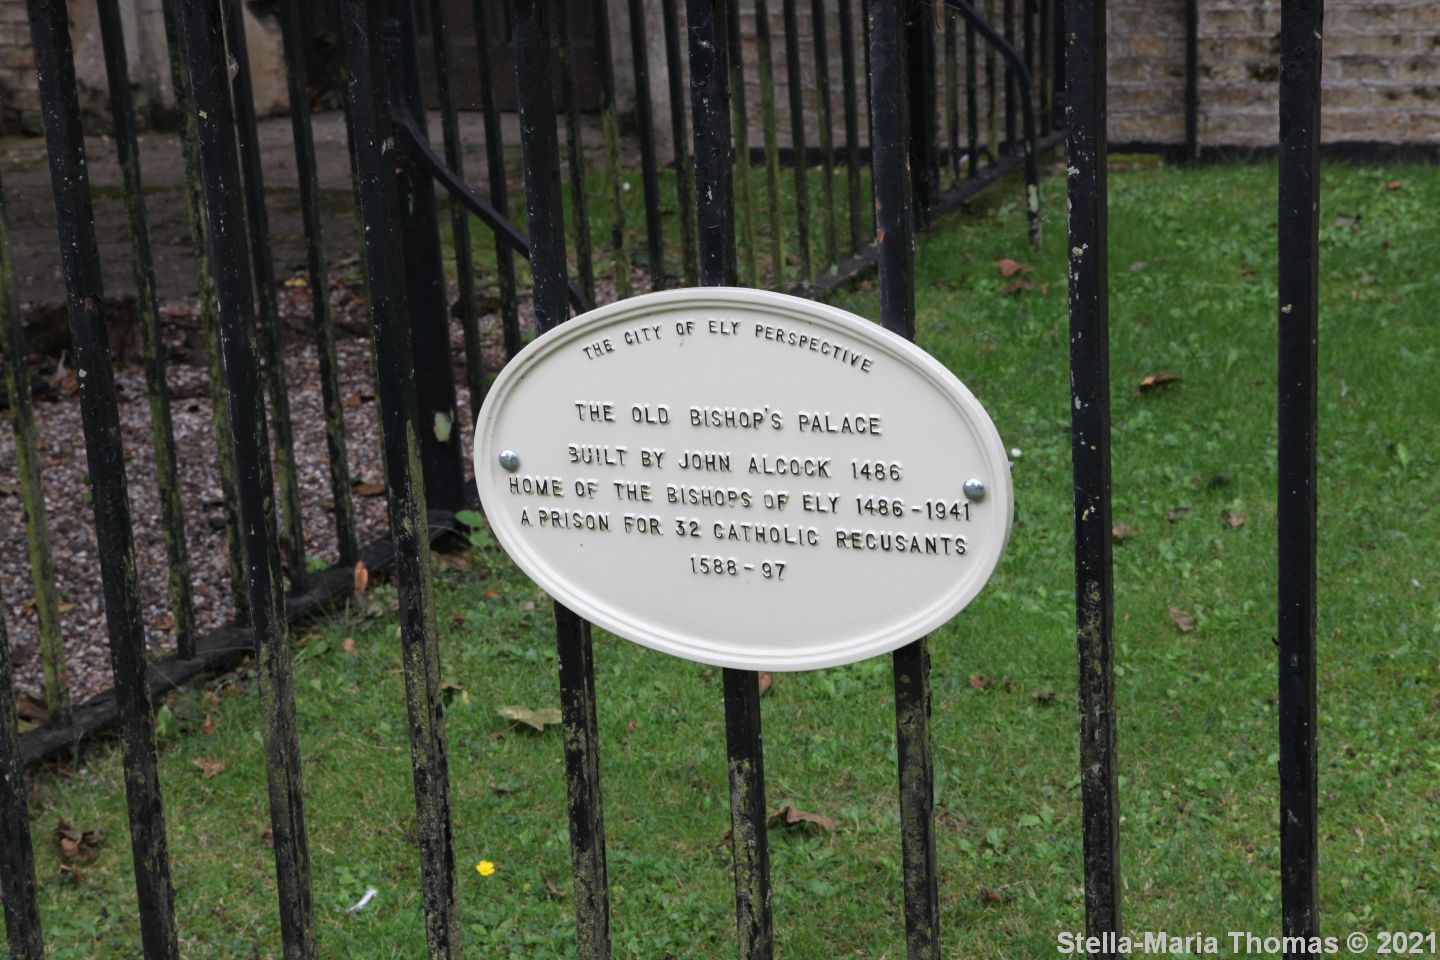 THE CITY OF ELY PERSPECTIVE
THE OLD BISHOP'S PALACE
BUILT BY JOHN ALCOCK 1486
HOME OF THE BISHOPS OF ELY 1486-1941
A PRISON FOR 32 CATHOLIC RECUSANTS
1588-97
Stella-Maria Thomas © 2021